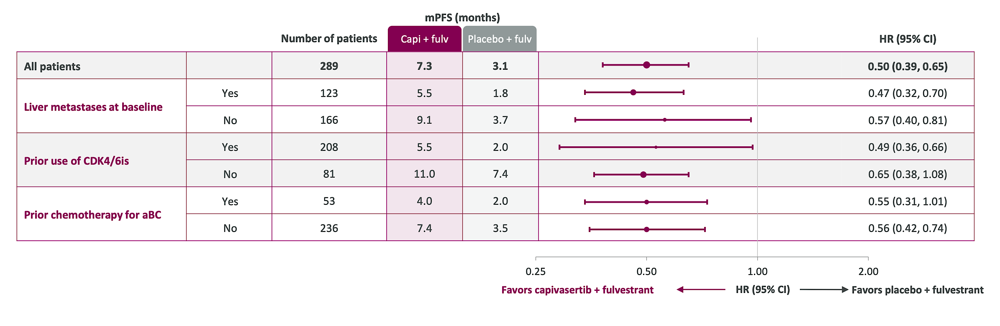 mPFS (months)
Number of patients Capi + fulv Placebo + fulv HR (95% CI)
All patients 289 7.3 3.1 0.50 (0.39, 0.65)
Liver metastases at baseline
Yes 123 5.5 1.8 0.47 (0.32, 0.70)
No 166 9.1 3.7 0.57 (0.40, 0.81)
Prior use of CDK4/6is
Yes 208 5.5 2.0 0.49 (0.36, 0.66)
No 81 11.0 7.4 0.65 (0.38, 1.08)
Prior chemotherapy for aBC
Yes 53 4.0 2.0 0.55 (0.31, 1.01)
No 236 7.4 3.5 0.56 (0.42, 0.74)
0.25 0.50 1.00 2.00
Favors capivasertib + fulvestrant HR (95% CI) Favors placebo + fulvestrant